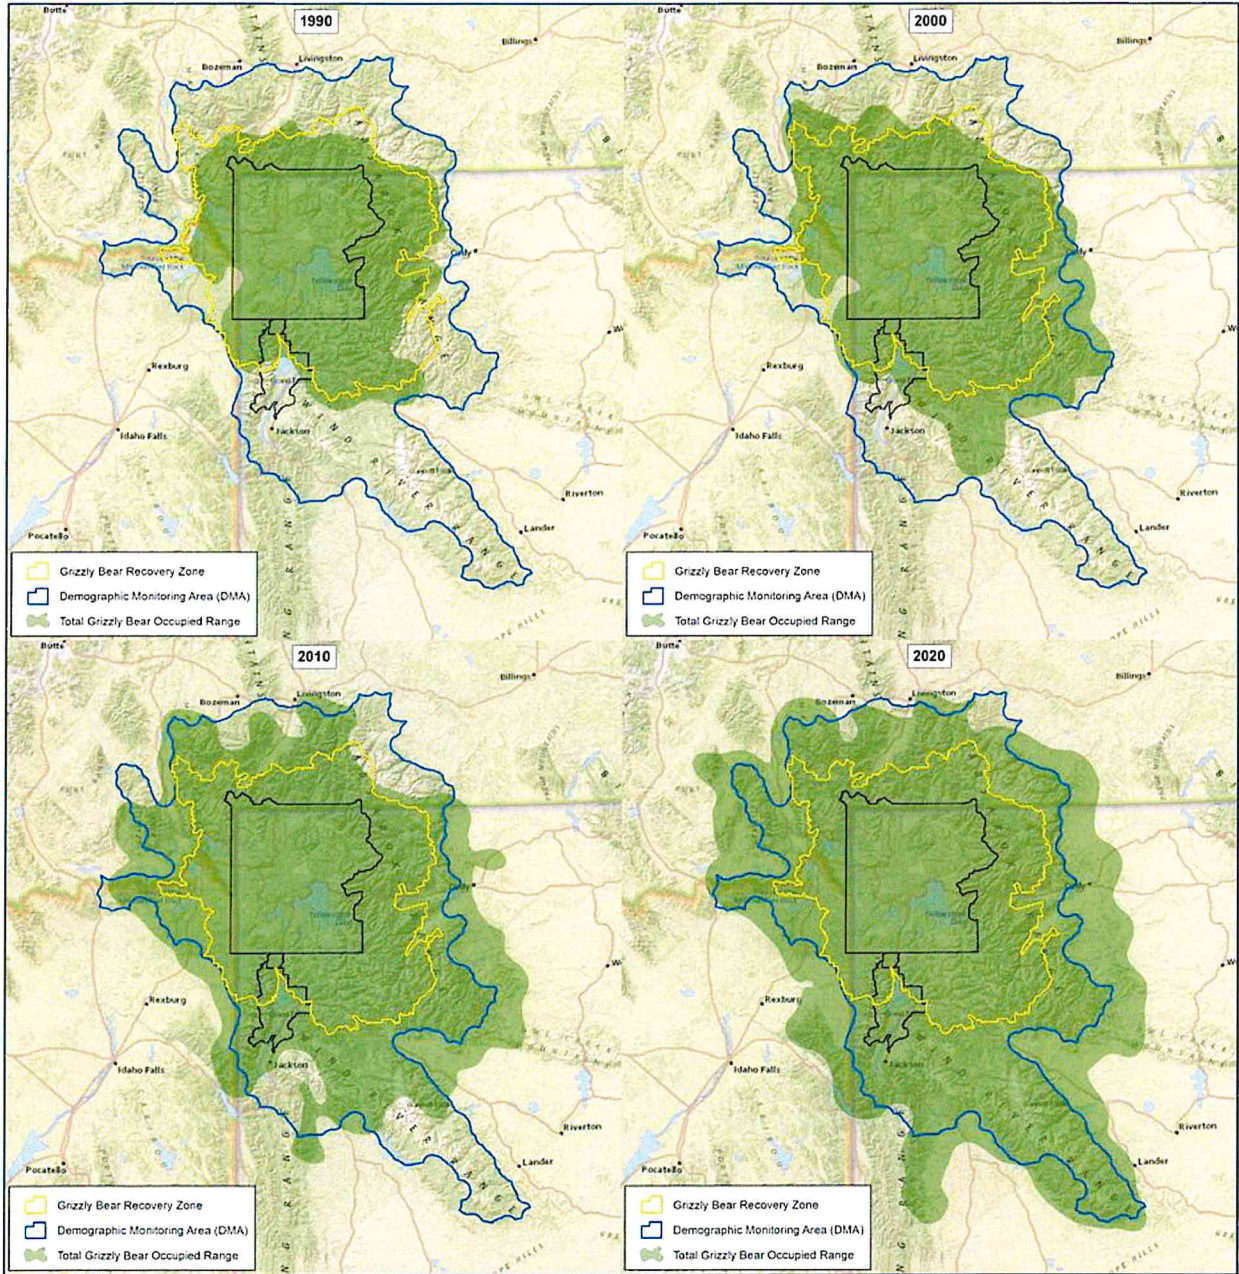 1990
Butte
Billings
Bozeman
Livingston
Cody
Rexburg
Idaho Falls
Jackson
WIND RIVER RANGE
Riverton
Lander
Pocatello
Grizzly Bear Recovery Zone
Demographic Monitoring Area (DMA)
Total Grizzly Bear Occupied Range
2000
Butte
Billings
Bozeman
Livingston
Rexburg
Idaho Falls
Jackson
Riverton
Lander
Pocatello
Grizzly Bear Recovery Zone
Demographic Monitoring Area (DMA)
Total Grizzly Bear Occupied Range
2010
Butte
Billings
Bozeman
Livingston
Rexburg
Idaho Falls
Jackson
Riverton
Lander
Pocatello
Grizzly Bear Recovery Zone
Demographic Monitoring Area (DMA)
Total Grizzly Bear Occupied Range
2020
Butte
Billings
Bozeman
Livingston
Rexburg
Idaho Falls
Jackson
Riverton
Lander
Pocatello
Grizzly Bear Recovery Zone
Demographic Monitoring Area (DMA)
Total Grizzly Bear Occupied Range